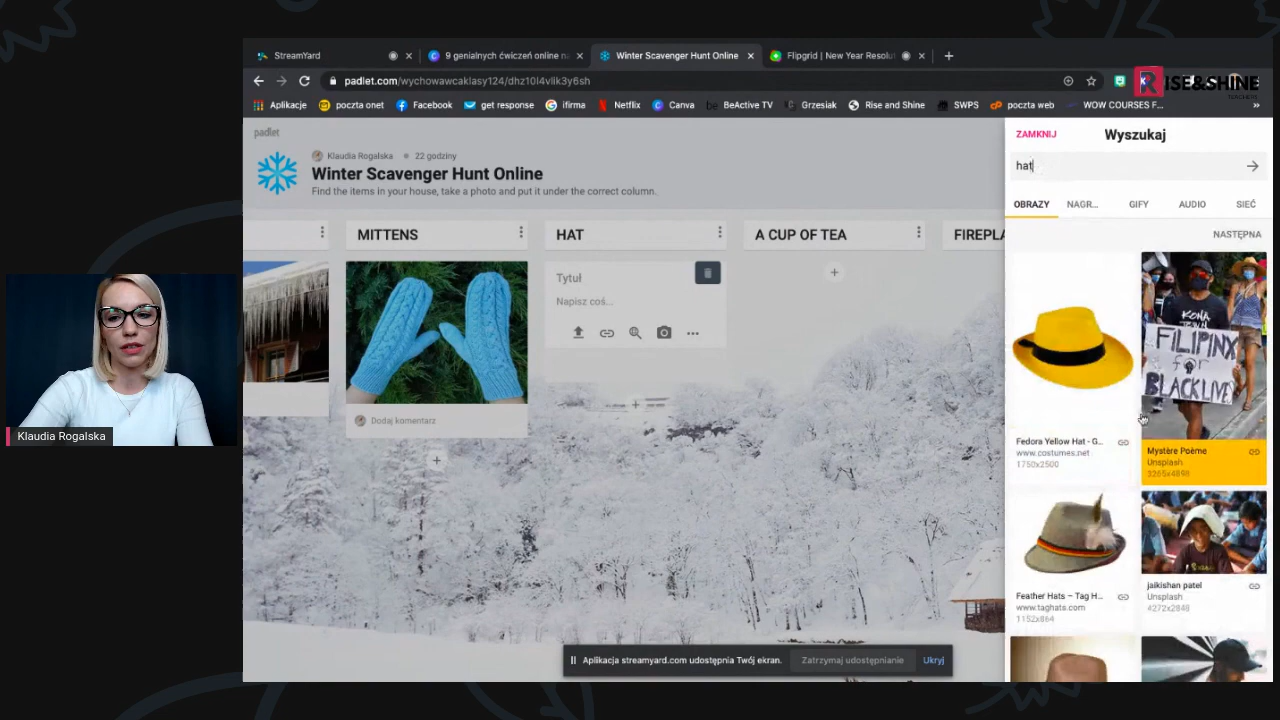 StreamYard
9 genialnych ćwiczeń online na
Winter Scavenger Hunt Online
Flipgrid | New Year Resolut
padlet.com/wychowawcaklasy124/dhz10l4vlik3y6sh
RISE&SHINE
Aplikacje
poczta onet
Facebook
get response
ifirma
Netflix
Canva
be BeActive TV
Grzesiak
Rise and Shine
SWPS
poczta web
WOW COURSES F...
padlet
Klaudia Rogalska
22 godziny
Winter Scavenger Hunt Online
Find the items in your house, take a photo and put it under the correct column.
MITTENS
HAT
A CUP OF TEA
FIREPLA
Dodaj komentarz
Tytuł
Napisz coś...
ZAMKNIJ
Wyszukaj
hat
OBRAZY
NAGR...
GIFY
AUDIO
SIEĆ
NASTĘPNA
KONA
FILIPINX
for
BLACK LIVES
Fedora Yellow Hat - G...
www.costumes.net
1750x2500
Mystère Poème
Unsplash
3265x4898
Feather Hats – Tag H...
www.taghats.com
1152x864
jaikishan patel
Unsplash
4272x2848
Klaudia Rogalska
Aplikacja streamyard.com udostępnia Twój ekran.
Zatrzymaj udostępnianie
Ukryj